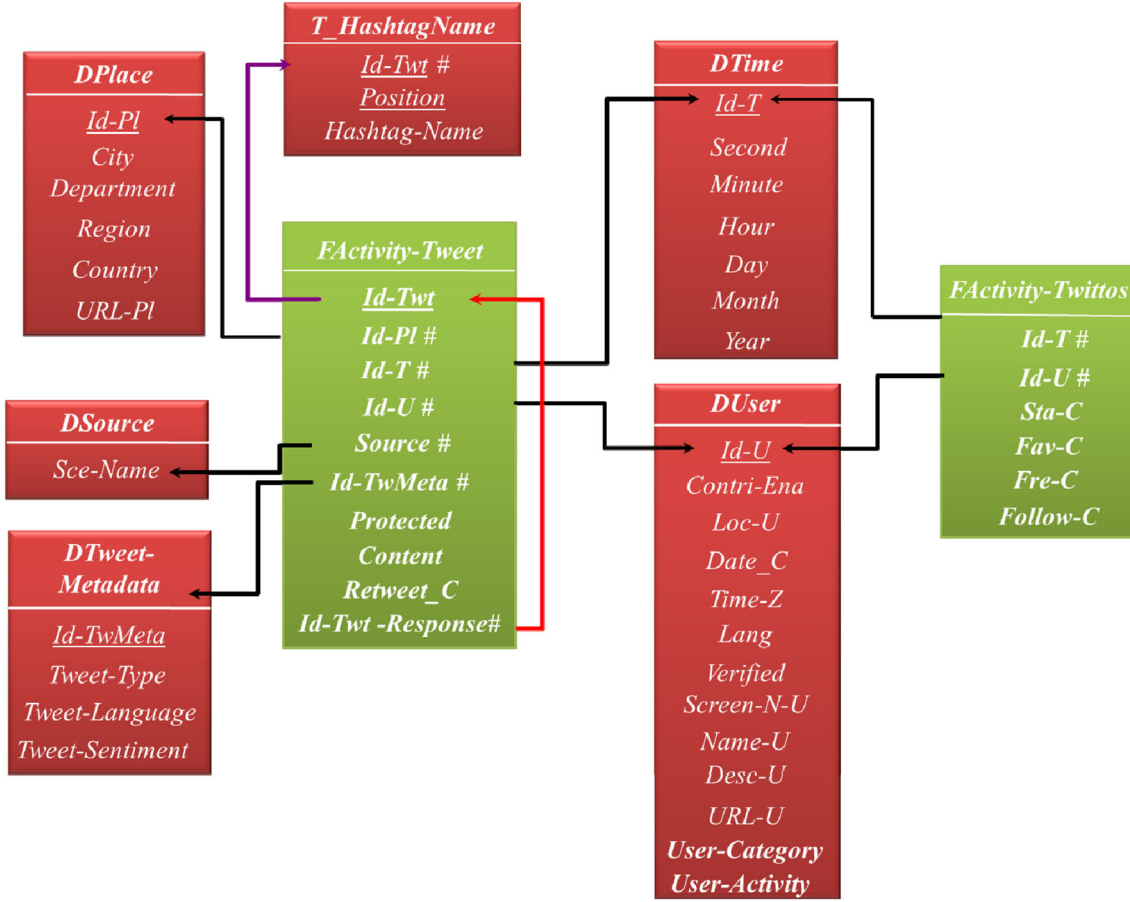 T_HashtagName
Id-Twt #
Position
Hashtag-Name
DPlace
Id-Pl
City
Department
Region
Country
URL-Pl
DTime
Id-T
Second
Minute
Hour
Day
Month
Year
FActivity-Tweet
Id-Twt
Id-Pl #
Id-T #
Id-U #
Source #
Id-TwMeta #
Protected
Content
Retweet_C
Id-Twt -Response#
FActivity-Twittos
Id-T #
Id-U #
Sta-C
Fav-C
Fre-C
Follow-C
DSource
Sce-Name
DUser
Id-U
Contri-Ena
Loc-U
Date_C
Time-Z
Lang
Verified
Screen-N-U
Name-U
Desc-U
URL-U
User-Category
User-Activity
DTweet-
Metadata
Id-TwMeta
Tweet-Type
Tweet-Language
Tweet-Sentiment